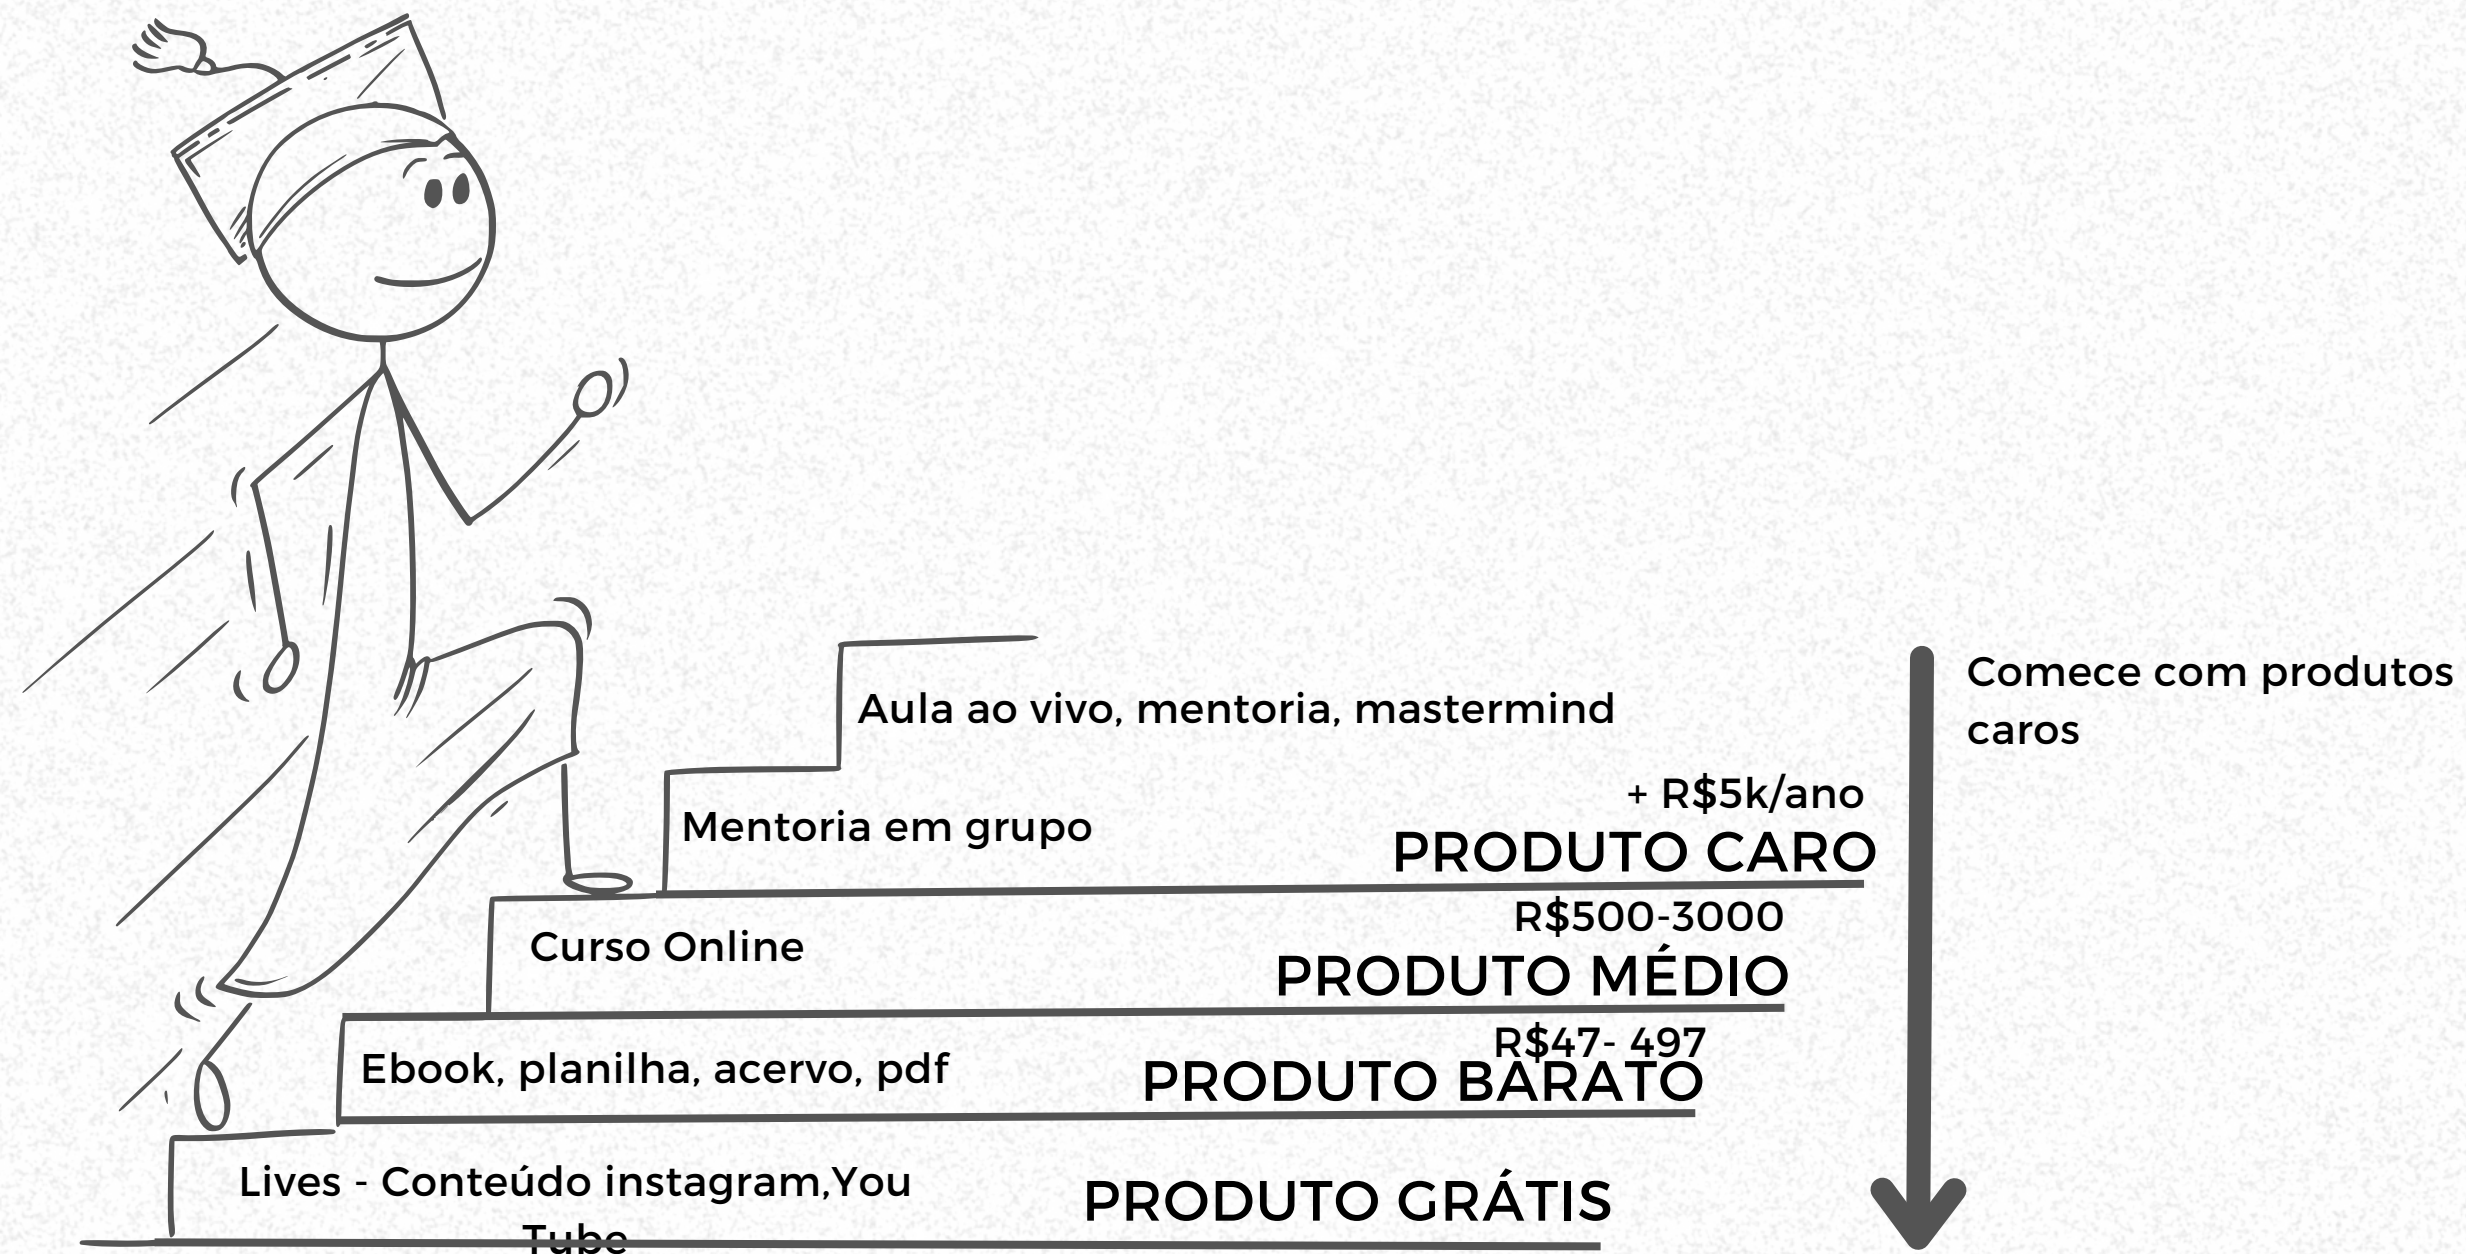 Comece com produtos
caros
Aula ao vivo, mentoria, mastermind
+ R$5k/ano
Mentoria em grupo
PRODUTO CARO
R$500-3000
Curso Online
PRODUTO MÉDIO
R$47- 497
Ebook, planilha, acervo, pdf
PRODUTO BARATO
Lives - Conteúdo instagram,You
Tube
PRODUTO GRÁTIS